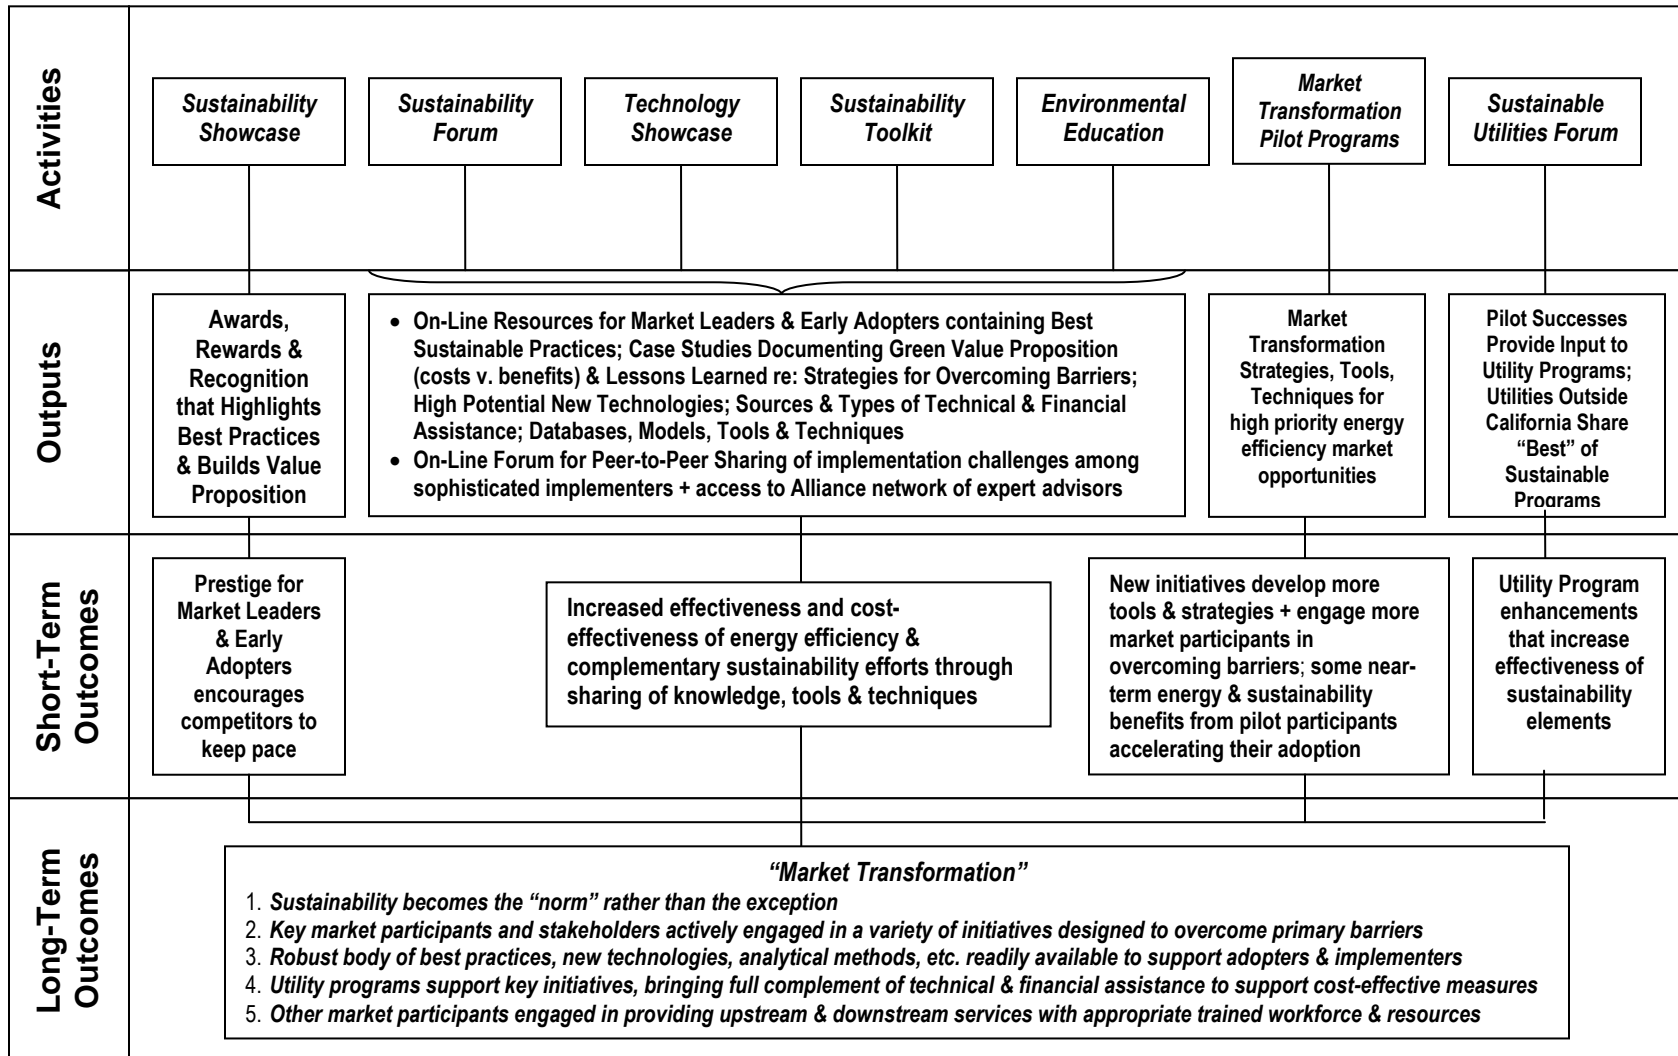 Activities
Sustainability
Showcase
Sustainability
Forum
Technology
Showcase
Sustainability
Toolkit
Environmental
Education
Market
Transformation
Pilot Programs
Sustainable
Utilities Forum
Outputs
Awards,
Rewards &
Recognition
that Highlights
Best Practices
& Builds Value
Proposition
• On-Line Resources for Market Leaders & Early Adopters containing Best
Sustainable Practices; Case Studies Documenting Green Value Proposition
(costs v. benefits) & Lessons Learned re: Strategies for Overcoming Barriers;
High Potential New Technologies; Sources & Types of Technical & Financial
Assistance; Databases, Models, Tools & Techniques
• On-Line Forum for Peer-to-Peer Sharing of implementation challenges among
sophisticated implementers + access to Alliance network of expert advisors
Market
Transformation
Strategies, Tools,
Techniques for
high priority energy
efficiency market
opportunities
Pilot Successes
Provide Input to
Utility Programs;
Utilities Outside
California Share
“Best” of
Sustainable
Programs
Short-Term
Outcomes
Prestige for
Market Leaders
& Early
Adopters
encourages
competitors to
keep pace
Increased effectiveness and cost-
effectiveness of energy efficiency &
complementary sustainability efforts through
sharing of knowledge, tools & techniques
New initiatives develop more
tools & strategies + engage more
market participants in
overcoming barriers; some near-
term energy & sustainability
benefits from pilot participants
accelerating their adoption
Utility Program
enhancements
that increase
effectiveness of
sustainability
elements
Long-Term
Outcomes
“Market Transformation”
1. Sustainability becomes the “norm” rather than the exception
2. Key market participants and stakeholders actively engaged in a variety of initiatives designed to overcome primary barriers
3. Robust body of best practices, new technologies, analytical methods, etc. readily available to support adopters & implementers
4. Utility programs support key initiatives, bringing full complement of technical & financial assistance to support cost-effective measures
5. Other market participants engaged in providing upstream & downstream services with appropriate trained workforce & resources